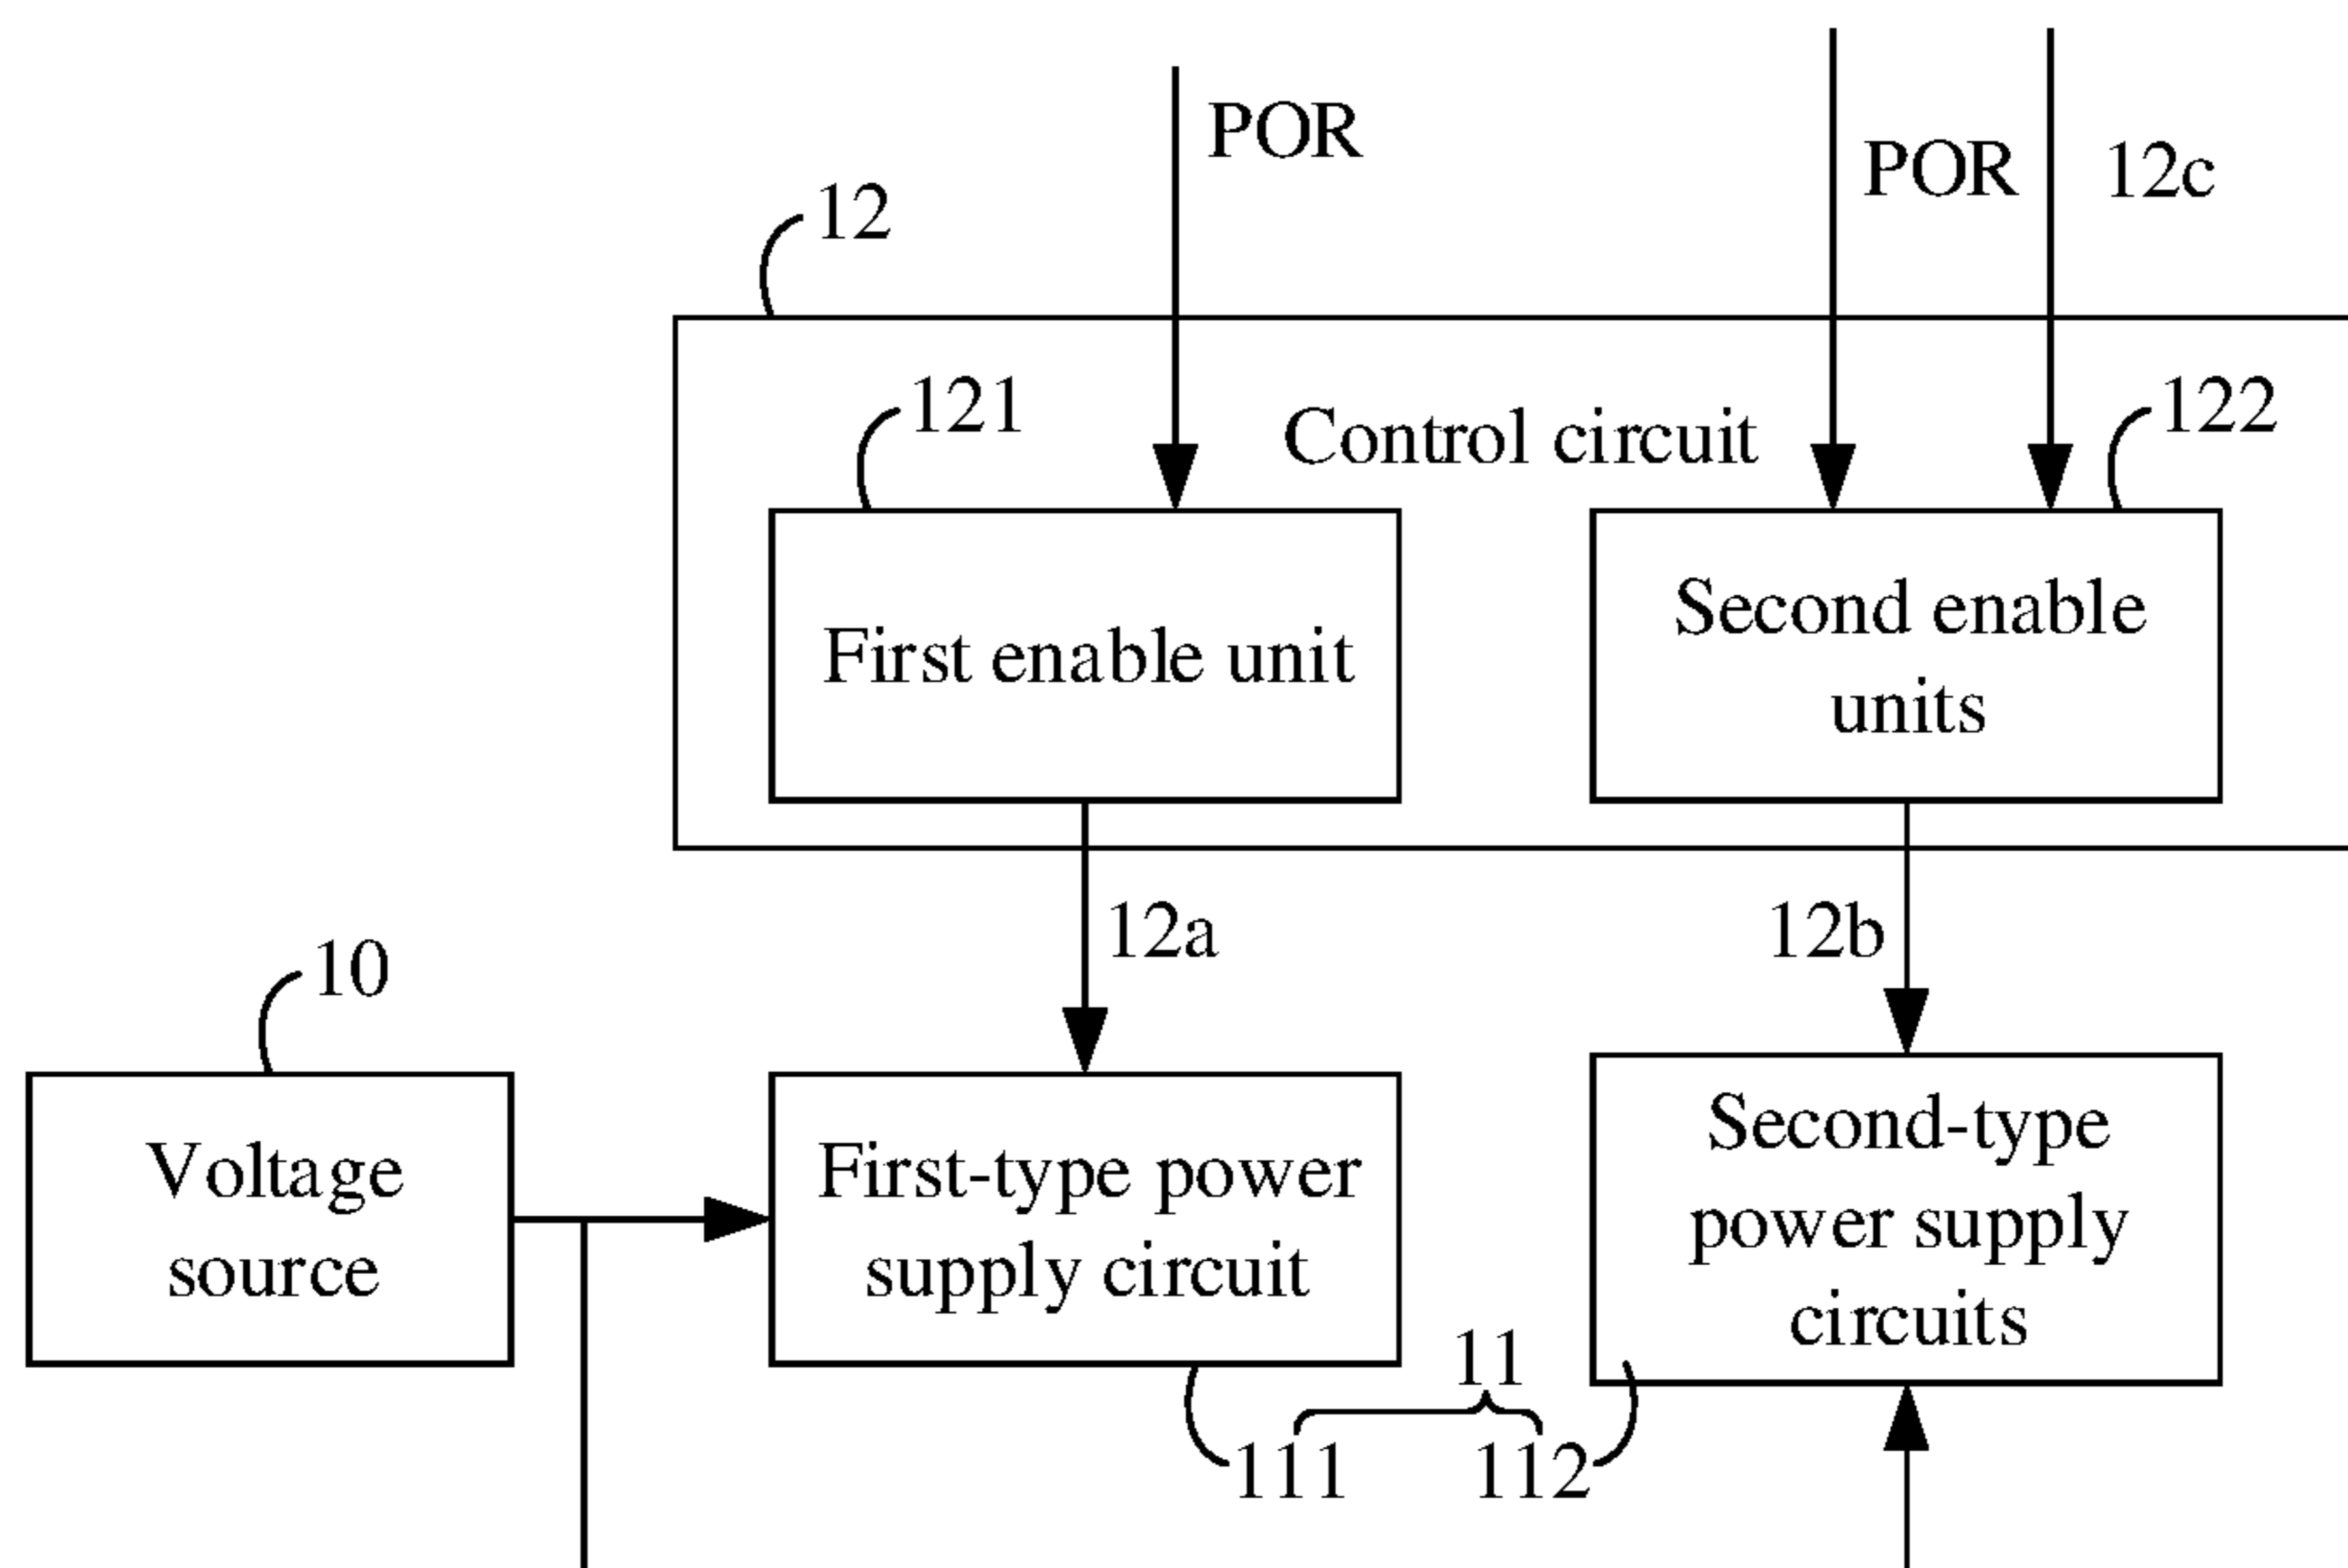 POR
POR
12c
12
121
Control circuit
122
First enable unit
Second enable
units
12a
12b
10
Voltage
source
First-type power
supply circuit
Second-type
power supply
circuits
11
111
112